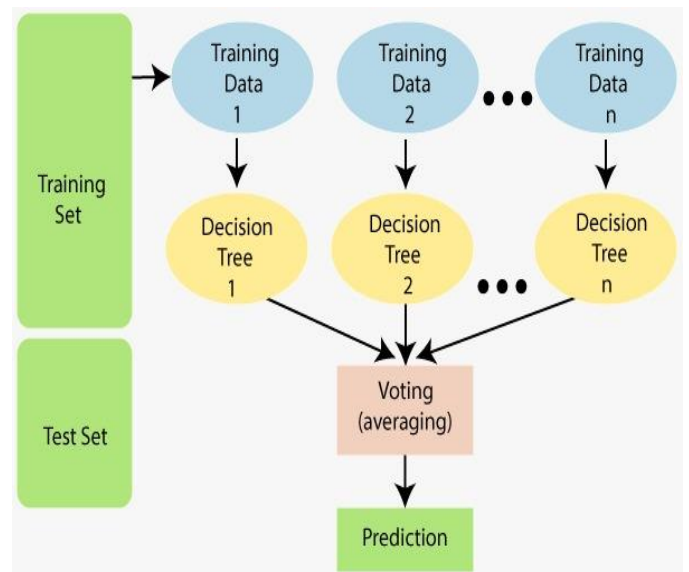 Training
Data
1
Training
Data
2
Training
Data
n
Training
Set
Decision
Tree
1
Decision
Tree
2
Decision
Tree
n
Test Set
Voting
(averaging)
Prediction